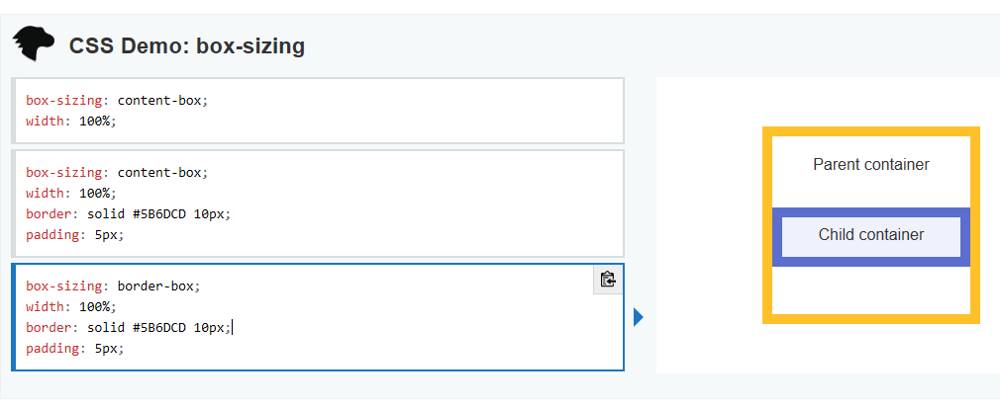 CSS Demo: box-sizing
box-sizing: content-box;
width: 100%;
box-sizing: content-box;
width: 100%;
border: solid #5B6DCD 10px;
padding: 5px;
box-sizing: border-box;
width: 100%;
border: solid #5B6DCD 10px;
padding: 5px;
Parent container
Child container